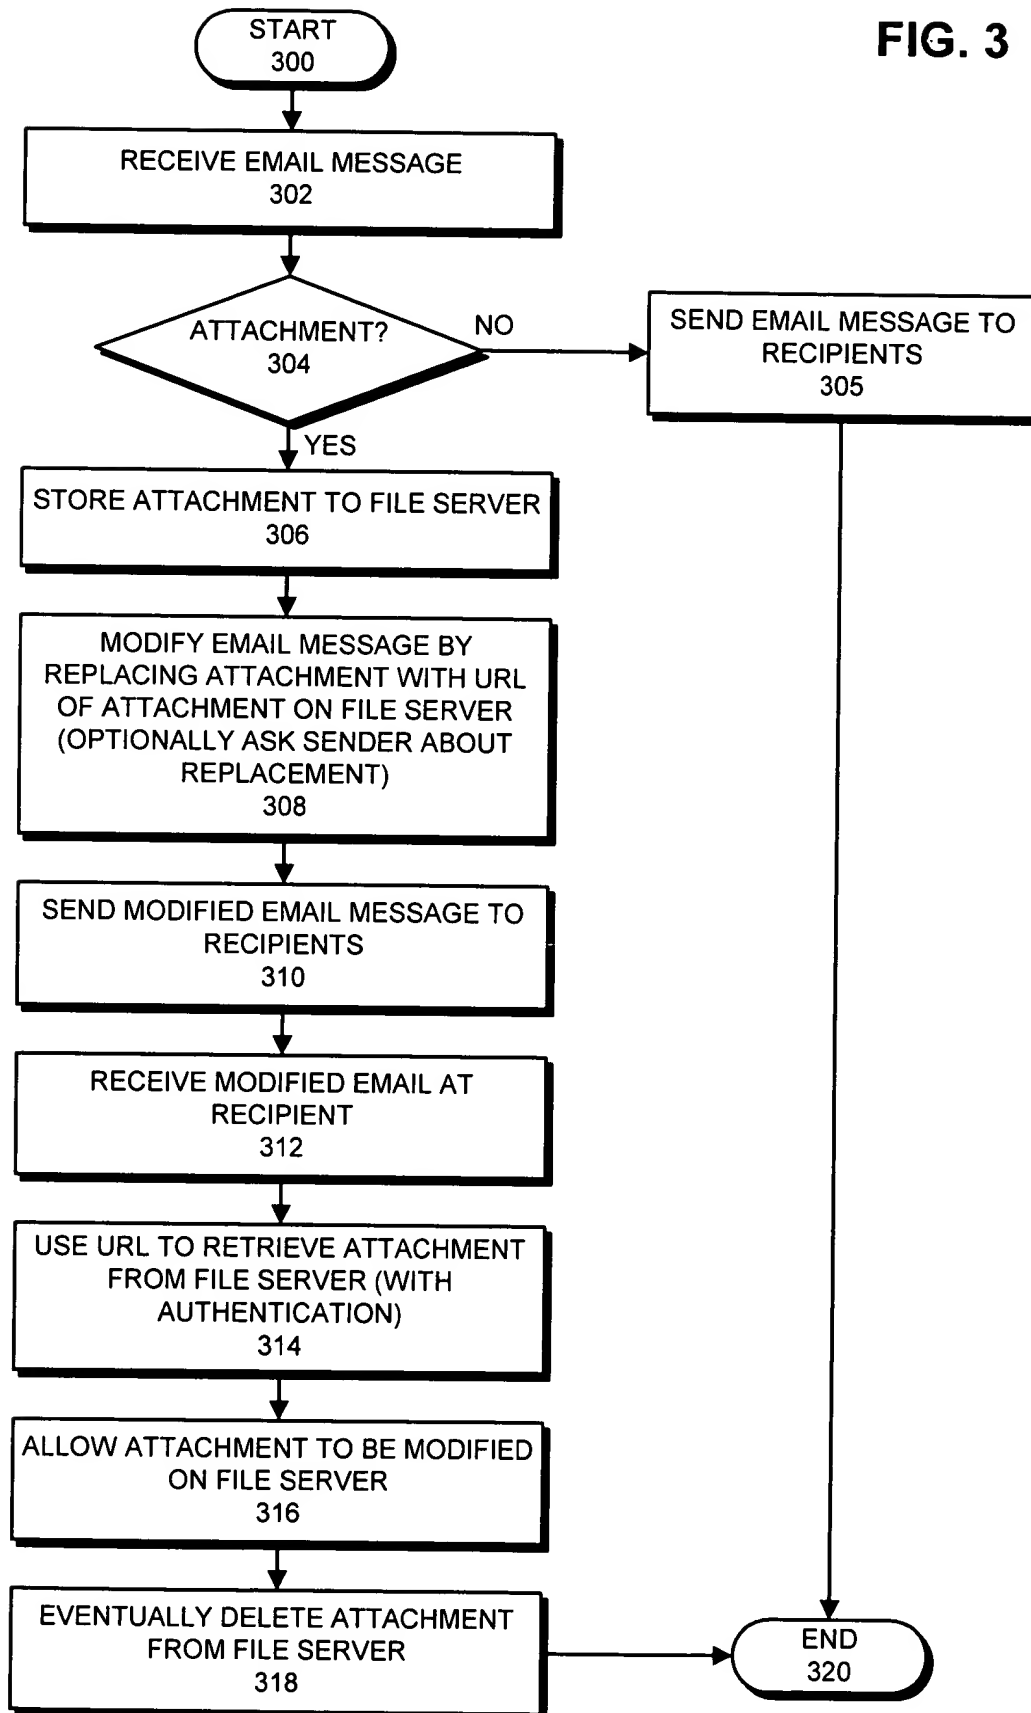 FIG. 3
START
300
RECEIVE EMAIL MESSAGE
302
ATTACHMENT?
304
NO
SEND EMAIL MESSAGE TO
RECIPIENTS
305
YES
STORE ATTACHMENT TO FILE SERVER
306
MODIFY EMAIL MESSAGE BY
REPLACING ATTACHMENT WITH URL
OF ATTACHMENT ON FILE SERVER
(OPTIONALLY ASK SENDER ABOUT
REPLACEMENT)
308
SEND MODIFIED EMAIL MESSAGE TO
RECIPIENTS
310
RECEIVE MODIFIED EMAIL AT
RECIPIENT
312
USE URL TO RETRIEVE ATTACHMENT
FROM FILE SERVER (WITH
AUTHENTICATION)
314
ALLOW ATTACHMENT TO BE MODIFIED
ON FILE SERVER
316
EVENTUALLY DELETE ATTACHMENT
FROM FILE SERVER
318
END
320